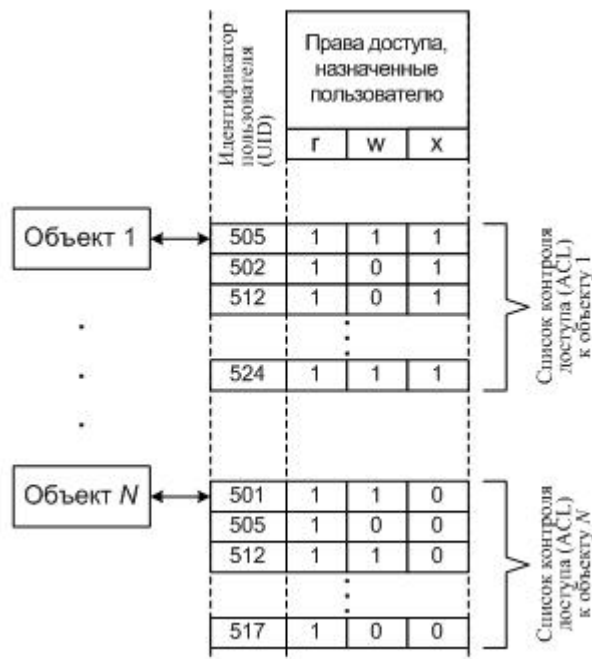 Идентификатор
пользователя
(UID)
Права доступа,
назначенные
пользователю
r w x
Объект 1
505 1 1 1
502 1 0 1
512 1 0 1
524 1 1 1
Список контроля
доступа (ACL)
к объекту 1
Объект N
501 1 1 0
505 1 0 0
512 1 1 0
517 1 0 0
Список контроля
доступа (ACL)
к объекту N